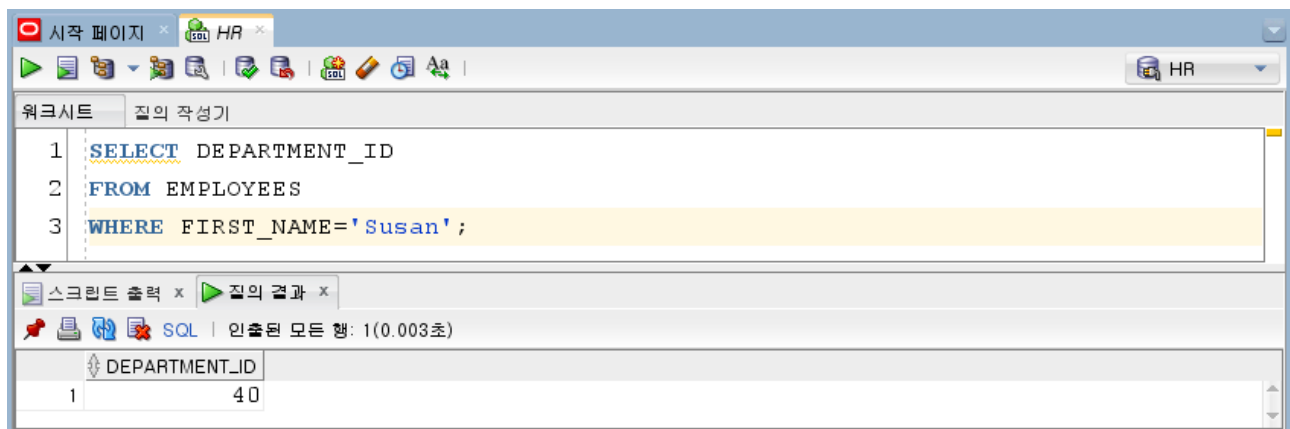 시작 페이지 HR
HR
워크시트 질의 작성기
1 SELECT DEPARTMENT_ID
2 FROM EMPLOYEES
3 WHERE FIRST_NAME='Susan';
스크립트 출력 x 질의 결과 x
SQL | 인출된 모든 행: 1(0.003초)
DEPARTMENT_ID
1 40